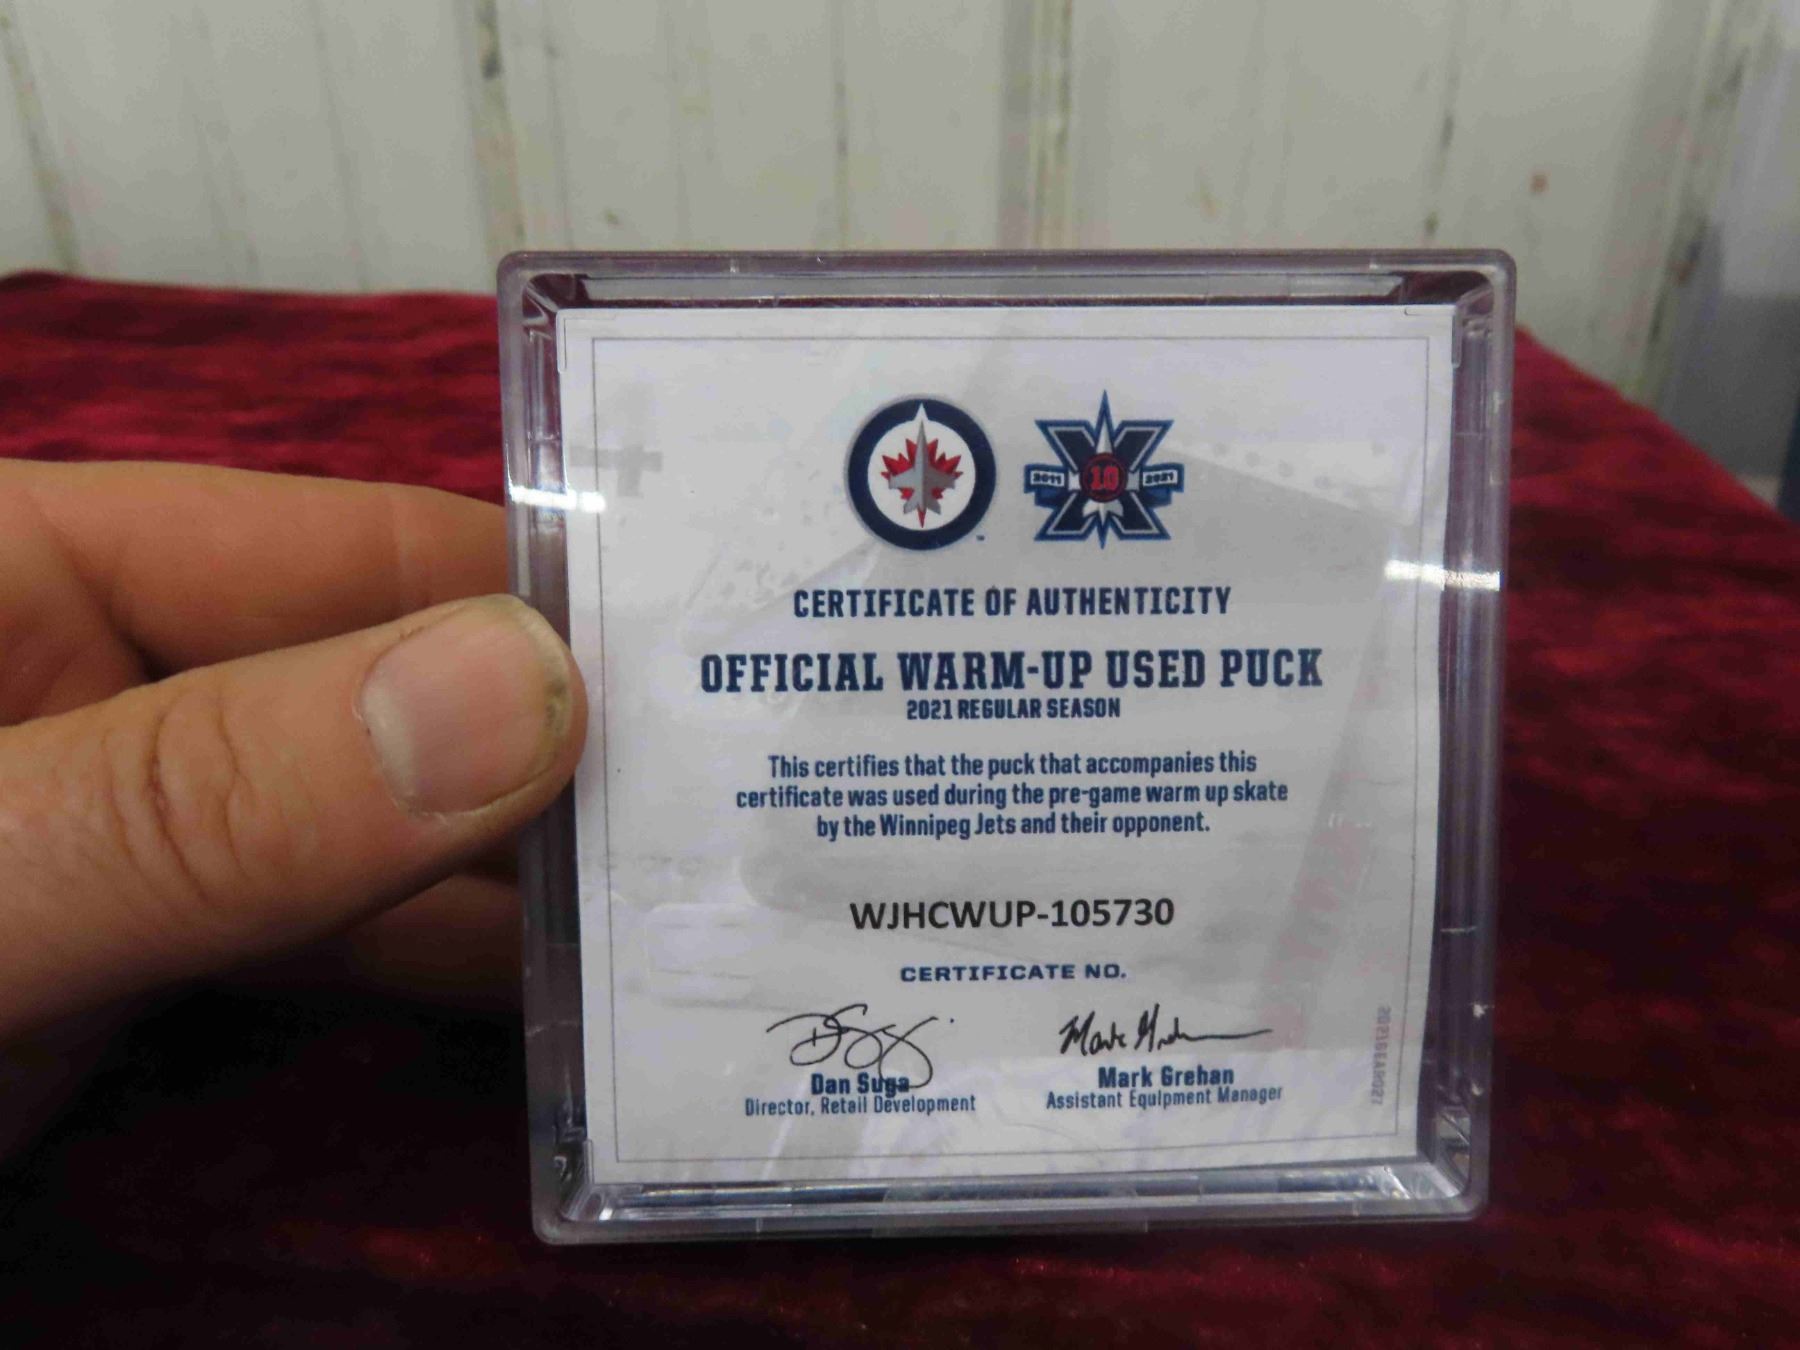 2011 10 2021
CERTIFICATE OF AUTHENTICITY
OFFICIAL WARM-UP USED PUCK
2021 REGULAR SEASON
This certifies that the puck that accompanies this
certificate was used during the pre-game warm up skate
by the Winnipeg Jets and their opponent.
WJHCWUP-105730
CERTIFICATE NO.
Mark Grehan
Dan Suga
Director, Retail Development
Mark Grehan
Assistant Equipment Manager